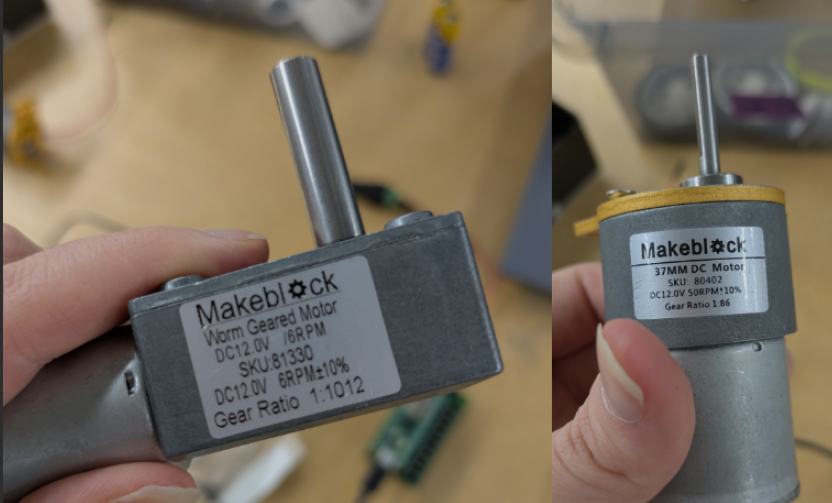 Makeblock
Worm Geared Motor
DC12.0V /6RPM
SKU:81330
DC12.0V 6RPM±10%
Gear Ratio 1:1012
Makeblock
37MM DC Motor
SKU: 80402
DC12.0V 50RPM±10%
Gear Ratio 1:86